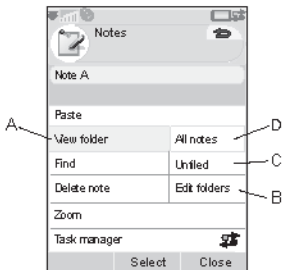 Notes
Note A
Paste
View folder
All notes
D
A
Find
Unfiled
C
Delete note
Edit folders
B
Zoom
Task manager
Select
Close